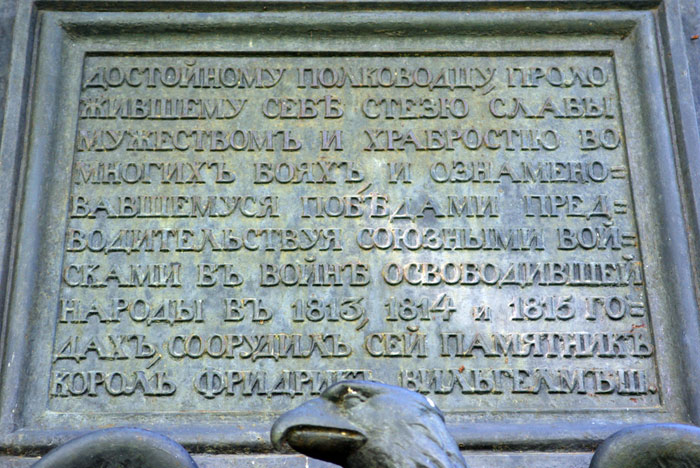 ДОСТОЙНОМУ ПОЛКОВОДЦУ, ПРОЛО
ЖИВШЕМУ СЕБѢ СТЕЗЮ СЛАВЫ
МУЖЕСТВОМЪ И ХРАБРОСТІЮ ВО
МНОГИХЪ БОЯХЪ, И ОЗНАМЕНО=
ВАВШЕМУСЯ ПОБѢДАМИ ПРЕД=
ВОДИТЕЛЬСТВУЯ СОЮЗНЫМИ ВОЙ=
СКАМИ ВЪ ВОЙНѢ ОСВОБОДИВШЕЙ
НАРОДЫ ВЪ 1813, 1814 и 1815 ГО=
ДАХЪ, СООРУДИЛЪ СЕЙ ПАМЯТНИКЪ
КОРОЛЬ ФРИДРИХЪ ВИЛЬГЕЛМЪ III.